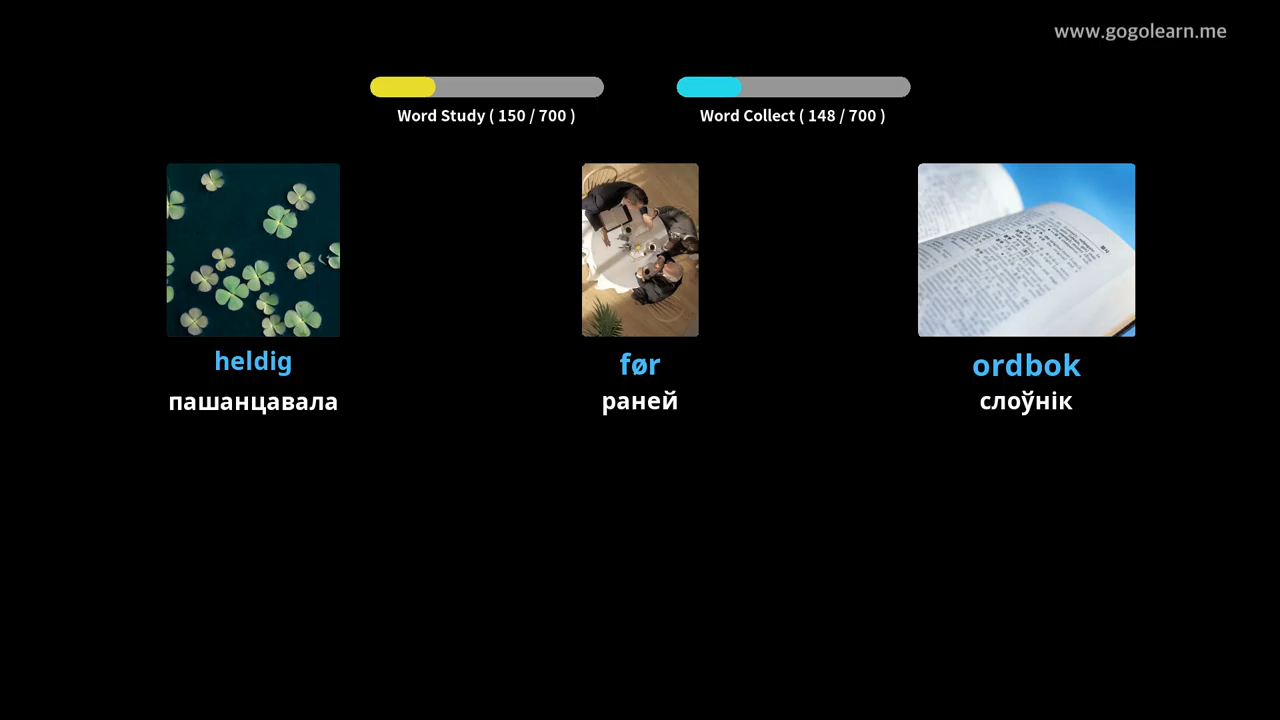 www.gogolearn.me
Word Study ( 150 / 700 )
Word Collect ( 148 / 700 )
heldig
før
ordbok
пашанцавала
раней
слоўнік